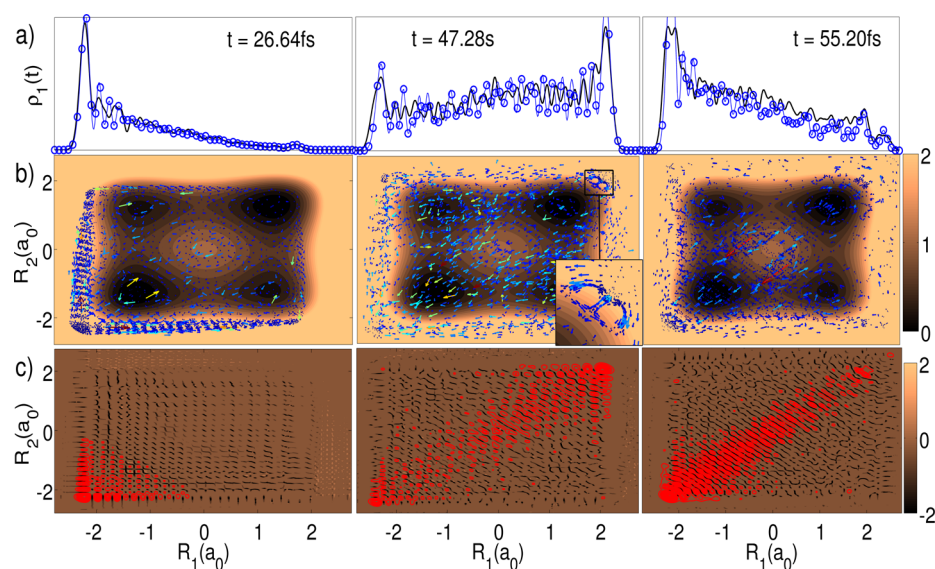 a)
t = 26.64fs
t = 47.28s
t = 55.20fs
ρ1(t)
b)
R2(a0)
2
0
-2
2
1
0
c)
R2(a0)
2
0
-2
2
0
-2
-2 -1 0 1 2 -2 -1 0 1 2 -2 -1 0 1 2
R1(a0) R1(a0) R1(a0)